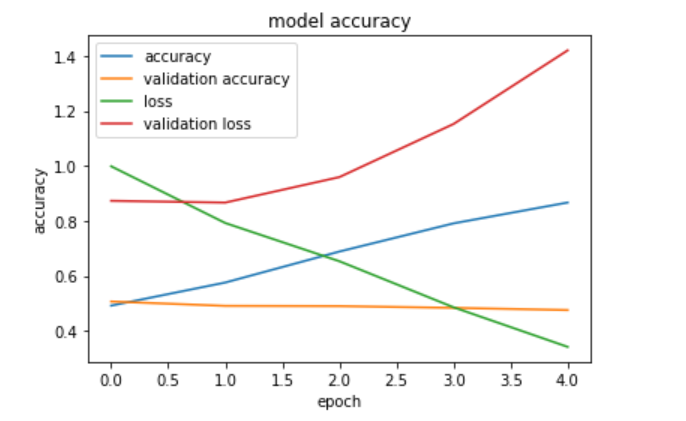 model accuracy
accuracy
validation accuracy
loss
validation loss
accuracy
1.4
1.2
1.0
0.8
0.6
0.4
0.0 0.5 1.0 1.5 2.0 2.5 3.0 3.5 4.0
epoch